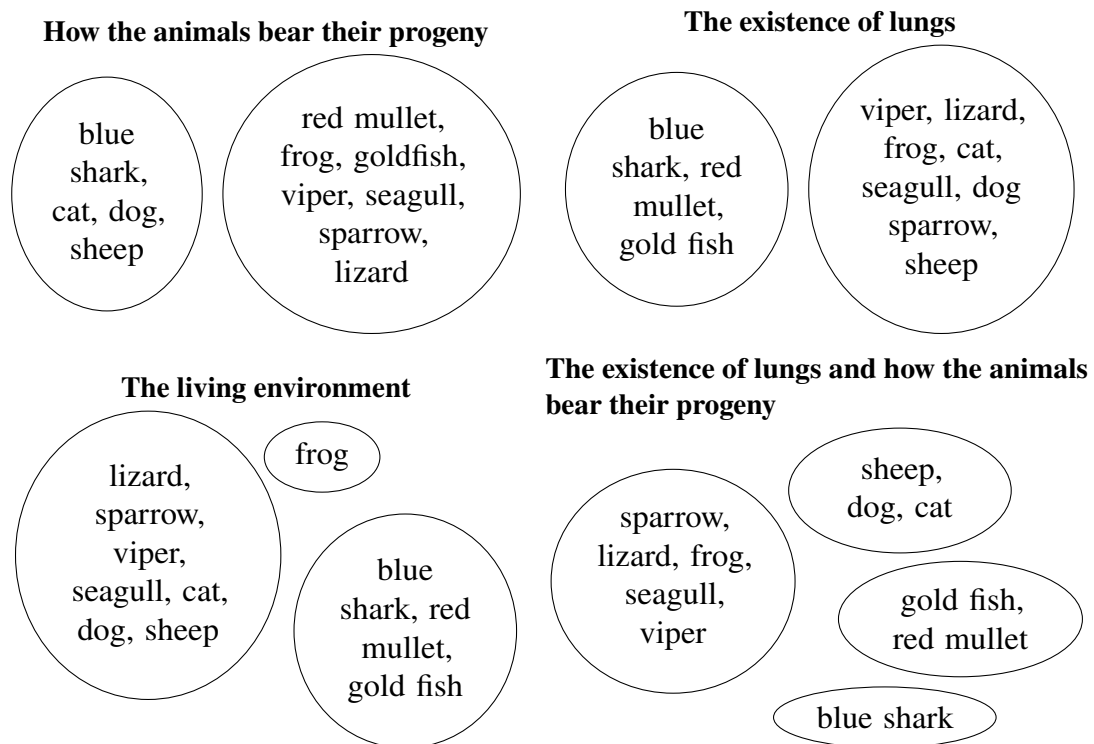 How the animals bear their progeny
blue
shark,
cat, dog,
sheep
red mullet,
frog, goldfish,
viper, seagull,
sparrow,
lizard
The existence of lungs
blue
shark, red
mullet,
gold fish
viper, lizard,
frog, cat,
seagull, dog
sparrow,
sheep
The living environment
lizard,
sparrow,
viper,
seagull, cat,
dog, sheep
frog
blue
shark, red
mullet,
gold fish
The existence of lungs and how the animals
bear their progeny
sparrow,
lizard, frog,
seagull,
viper
sheep,
dog, cat
gold fish,
red mullet
blue shark